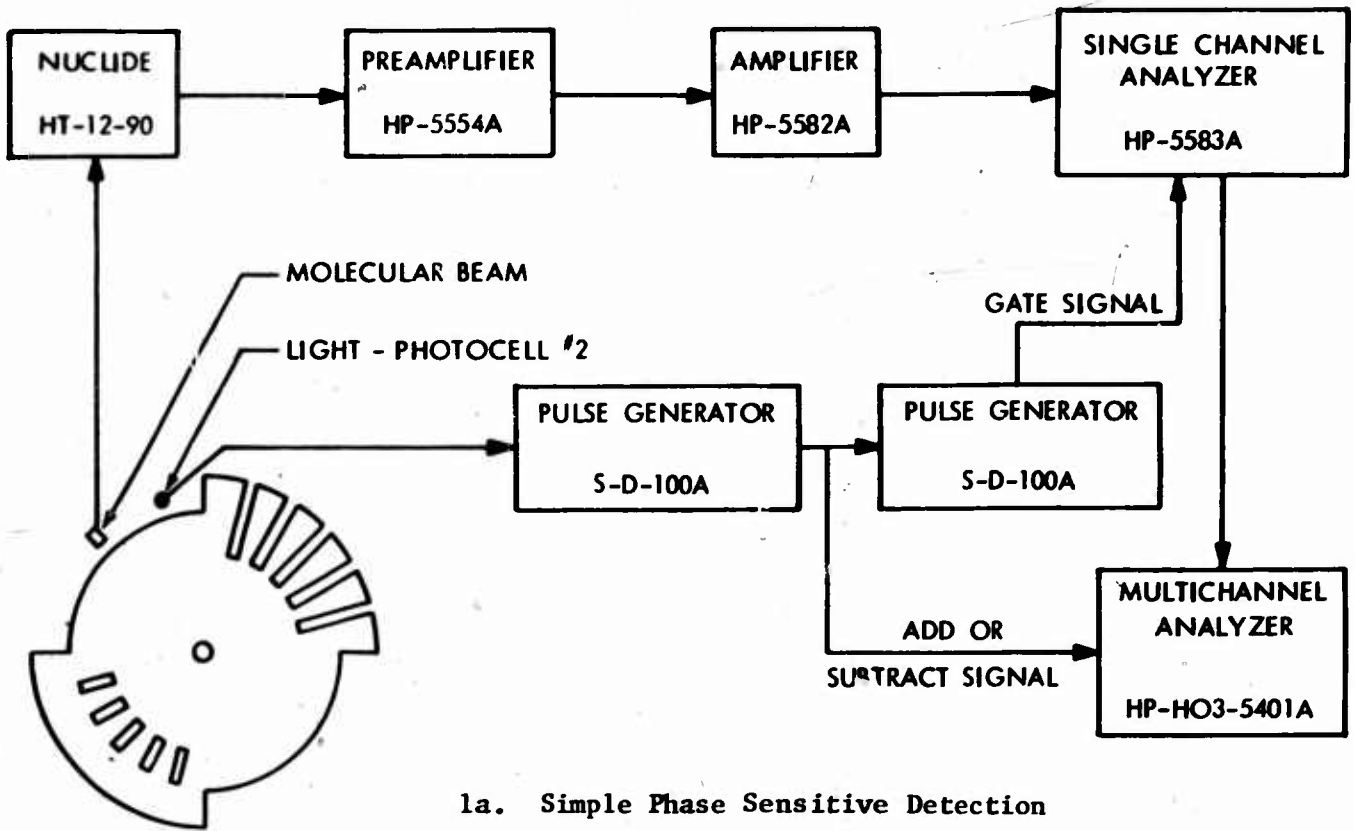 NUCLIDE
HT-12-90
PREAMPLIFIER
HP-5554A
AMPLIFIER
HP-5582A
SINGLE CHANNEL
ANALYZER
HP-5583A
MOLECULAR BEAM
LIGHT - PHOTOCELL #2
GATE SIGNAL
PULSE GENERATOR
S-D-100A
PULSE GENERATOR
S-D-100A
ADD OR
SUBTRACT SIGNAL
MULTICHANNEL
ANALYZER
HP-HO3-5401A
1a. Simple Phase Sensitive Detection